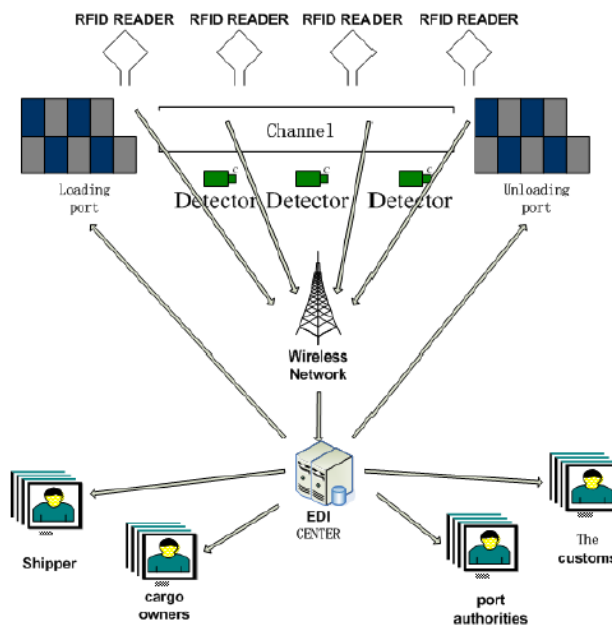 RFID READER RFID READER RFID READER RFID READER
Channel
C C C
Detector Detector Detector
Loading
port
Unloading
port
Wireless
Network
EDI
CENTER
Shipper
cargo
owners
port
authorities
The
customs